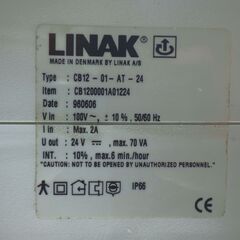 LINAK®
MADE IN DENMARK BY LINAK A/S
Type : CB12 - 01 - AT - 24
Item : CB1200001A01224
Date : 960606
V in : 100V~, ± 10%, 50/60 Hz
I in : Max. 2A
U out : 24 V ⎓, max. 70 VA
Int. : 10%, max.6 min./hour
"CAUTION: NOT TO BE OPENED BY UNAUTHORIZED PERSONNEL."
IP66
CE